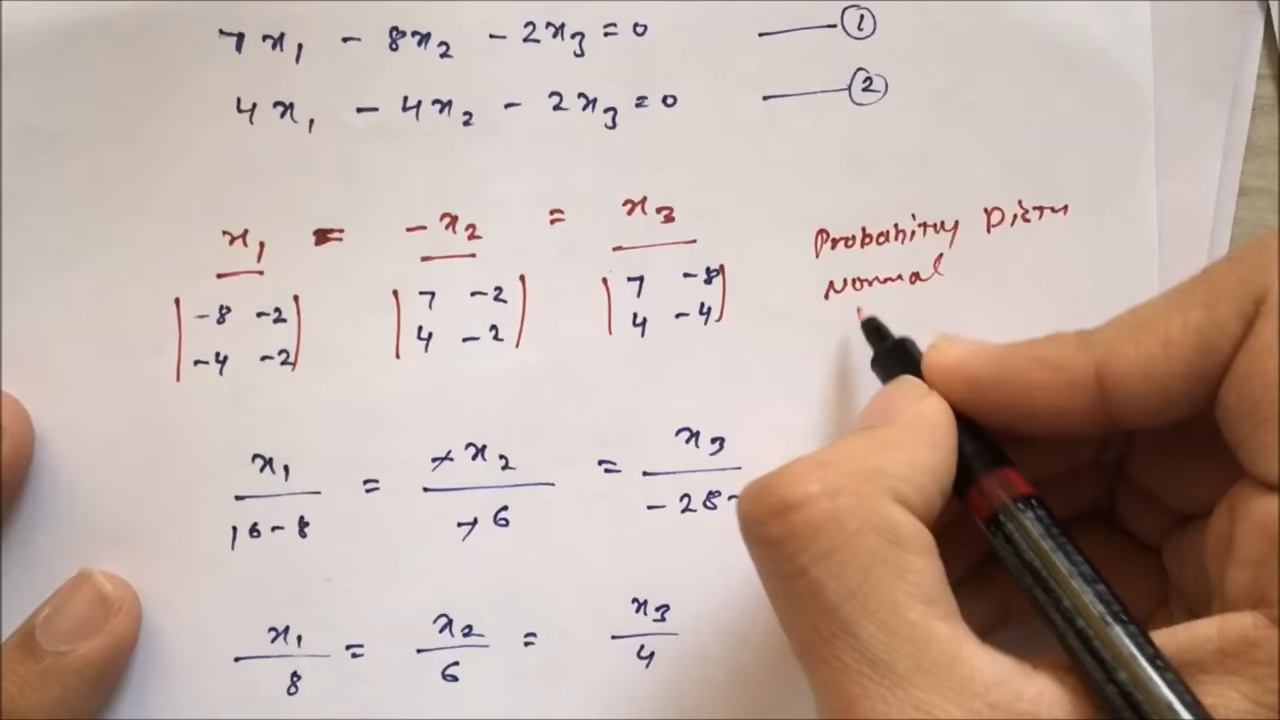 7x₁ - 8x₂ - 2x₃ = 0 —— ①
4x₁ - 4x₂ - 2x₃ = 0 —— ②
x₁ = -x₂ = x₃
|-8 -2| |7 -2| |7 -8|
|-4 -2| |4 -2| |4 -4|
Probability
Normal
x₁ = -x₂ = x₃
16-8 -6 -28-
x₁ = x₂ = x₃
8 6 4